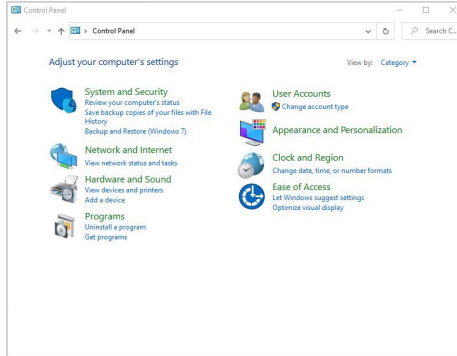 Control Panel
Control Panel
Search C...
Adjust your computer's settings
View by: Category
System and Security
Review your computer's status
Save backup copies of your files with File
History
Backup and Restore (Windows 7)
Network and Internet
View network status and tasks
Hardware and Sound
View devices and printers
Add a device
Programs
Uninstall a program
Get programs
User Accounts
Change account type
Appearance and Personalization
Clock and Region
Change date, time, or number formats
Ease of Access
Let Windows suggest settings
Optimize visual display